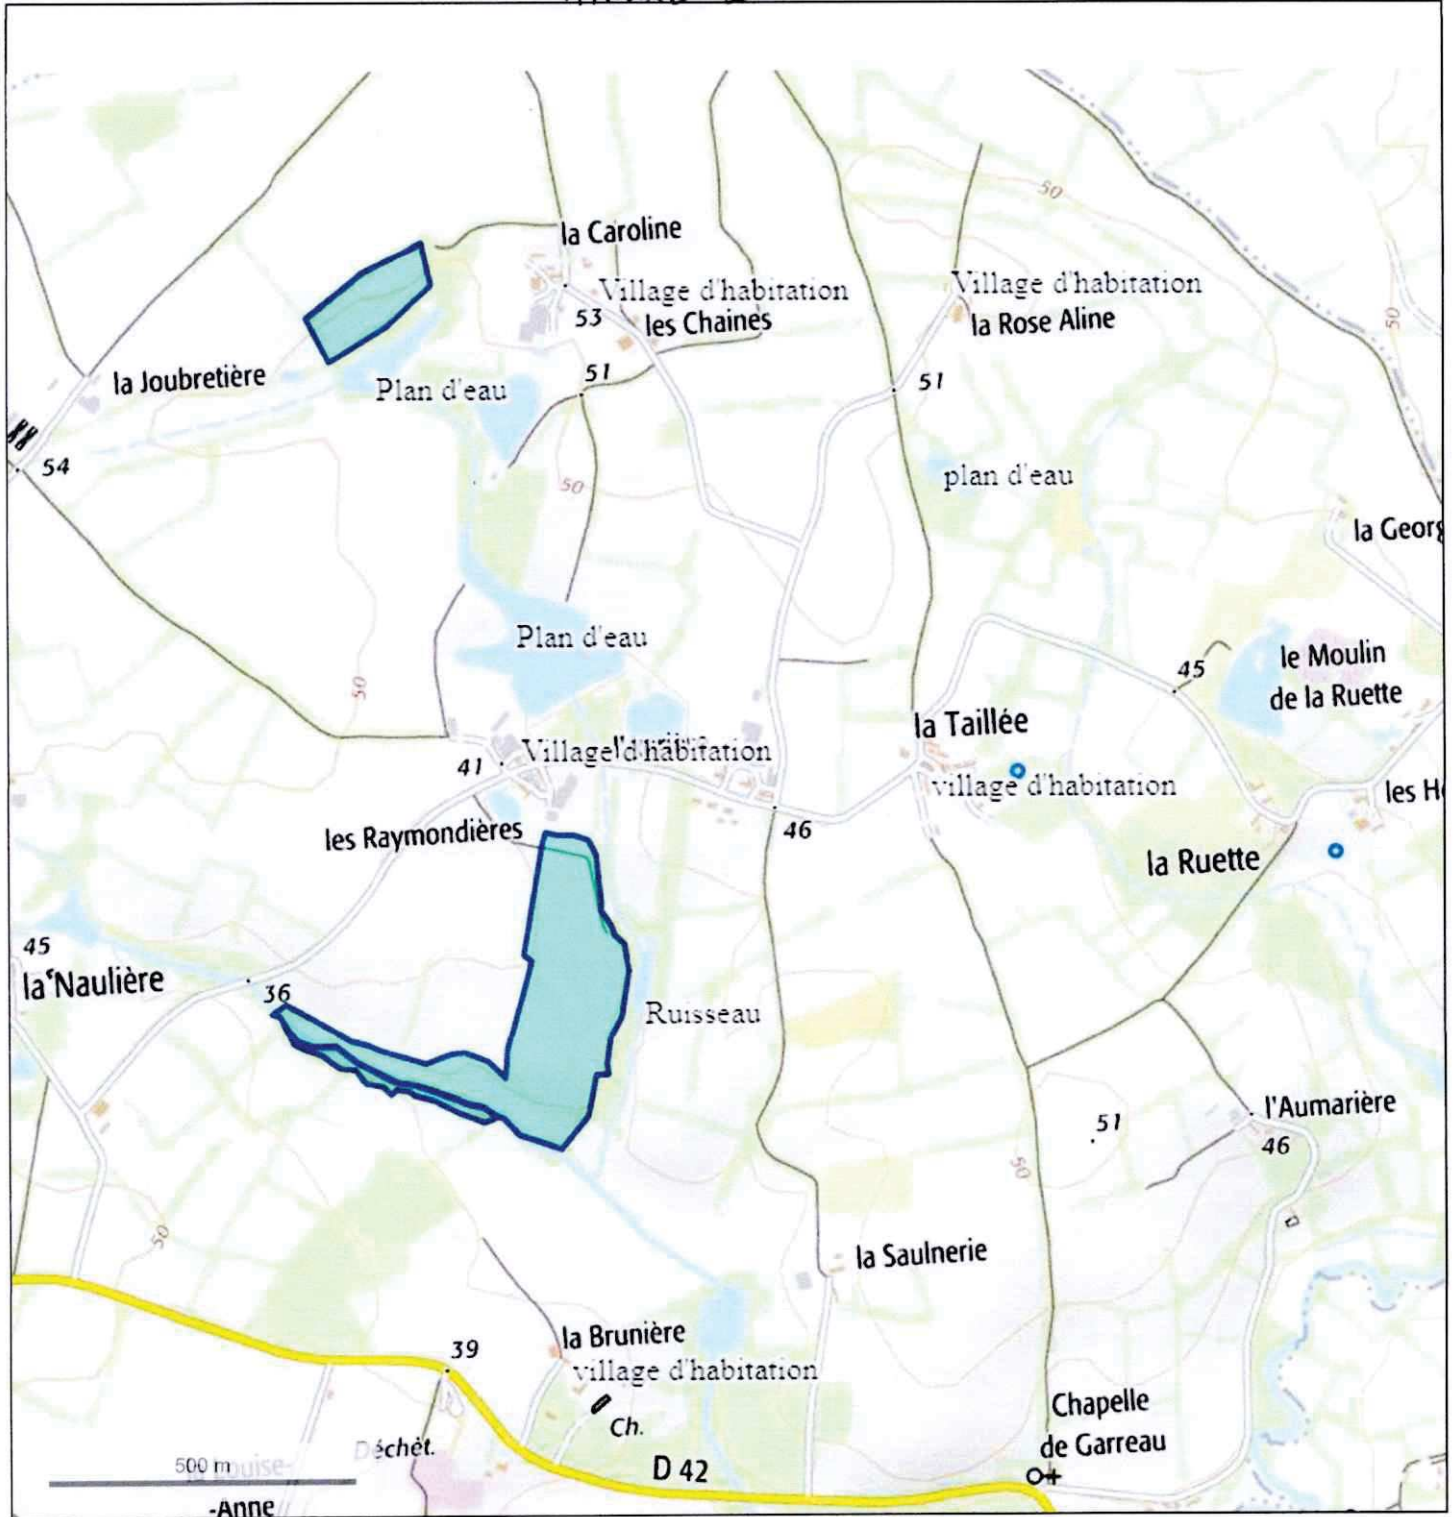 la Caroline
Village d'habitation
53
les Chaines
50
Village d'habitation
la Rose Aline
50
la Joubretière
Plan d'eau
51
51
54
50
plan d'eau
la Georg
Plan d'eau
50
45
le Moulin
de la Ruette
la Taillée
Village d'habitation
41
village d'habitation
les H
46
les Raymondières
la Ruette
45
la Naulière
36
Ruisseau
l'Aumarière
51
46
50
50
la Saulnerie
la Brunière
39
village d'habitation
Ch.
Chapelle
de Garreau
Déchèt.
500 m
D 42
-Anne